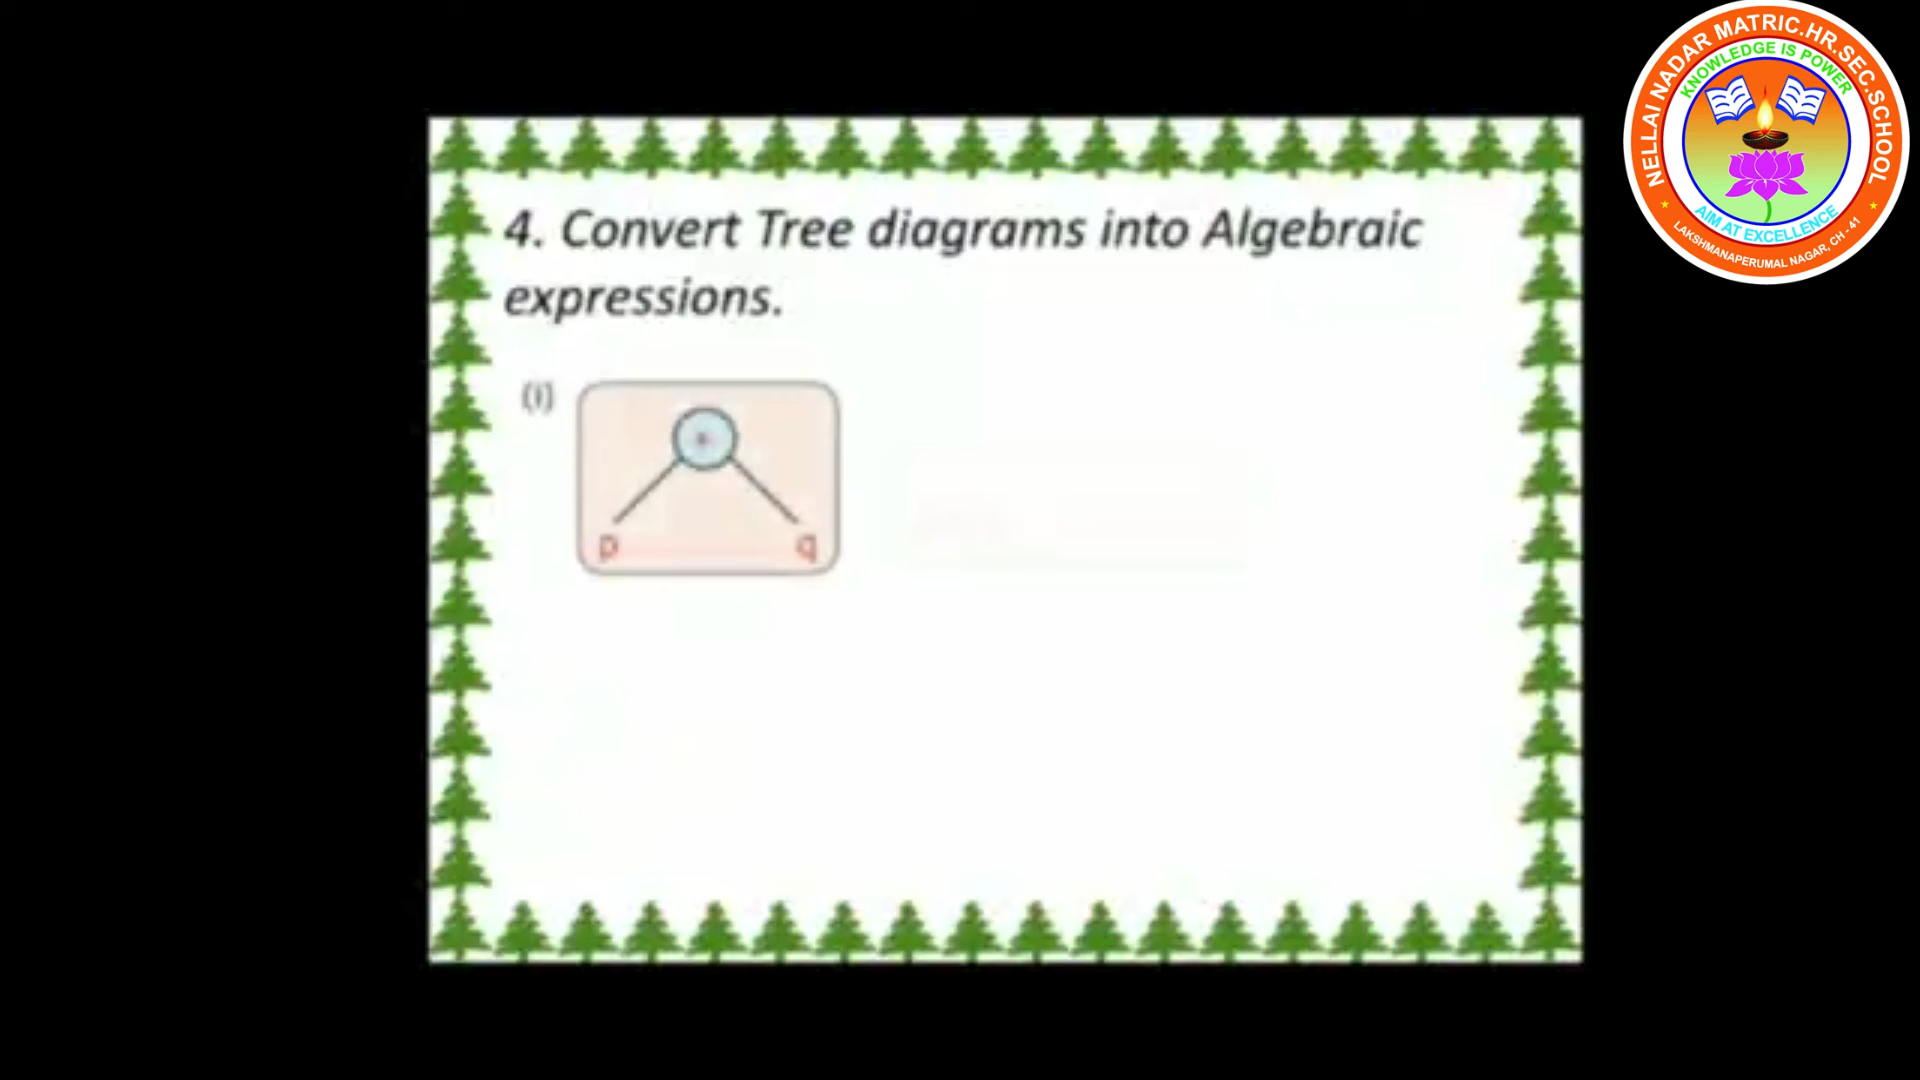 NELLAI NADAR MATRIC.HR.SEC.SCHOOL
KNOWLEDGE IS POWER
AIM AT EXCELLENCE
LAKSHMANAPERUMAL NAGAR, CH - 41
4. Convert Tree diagrams into Algebraic
expressions.
(i)
p q